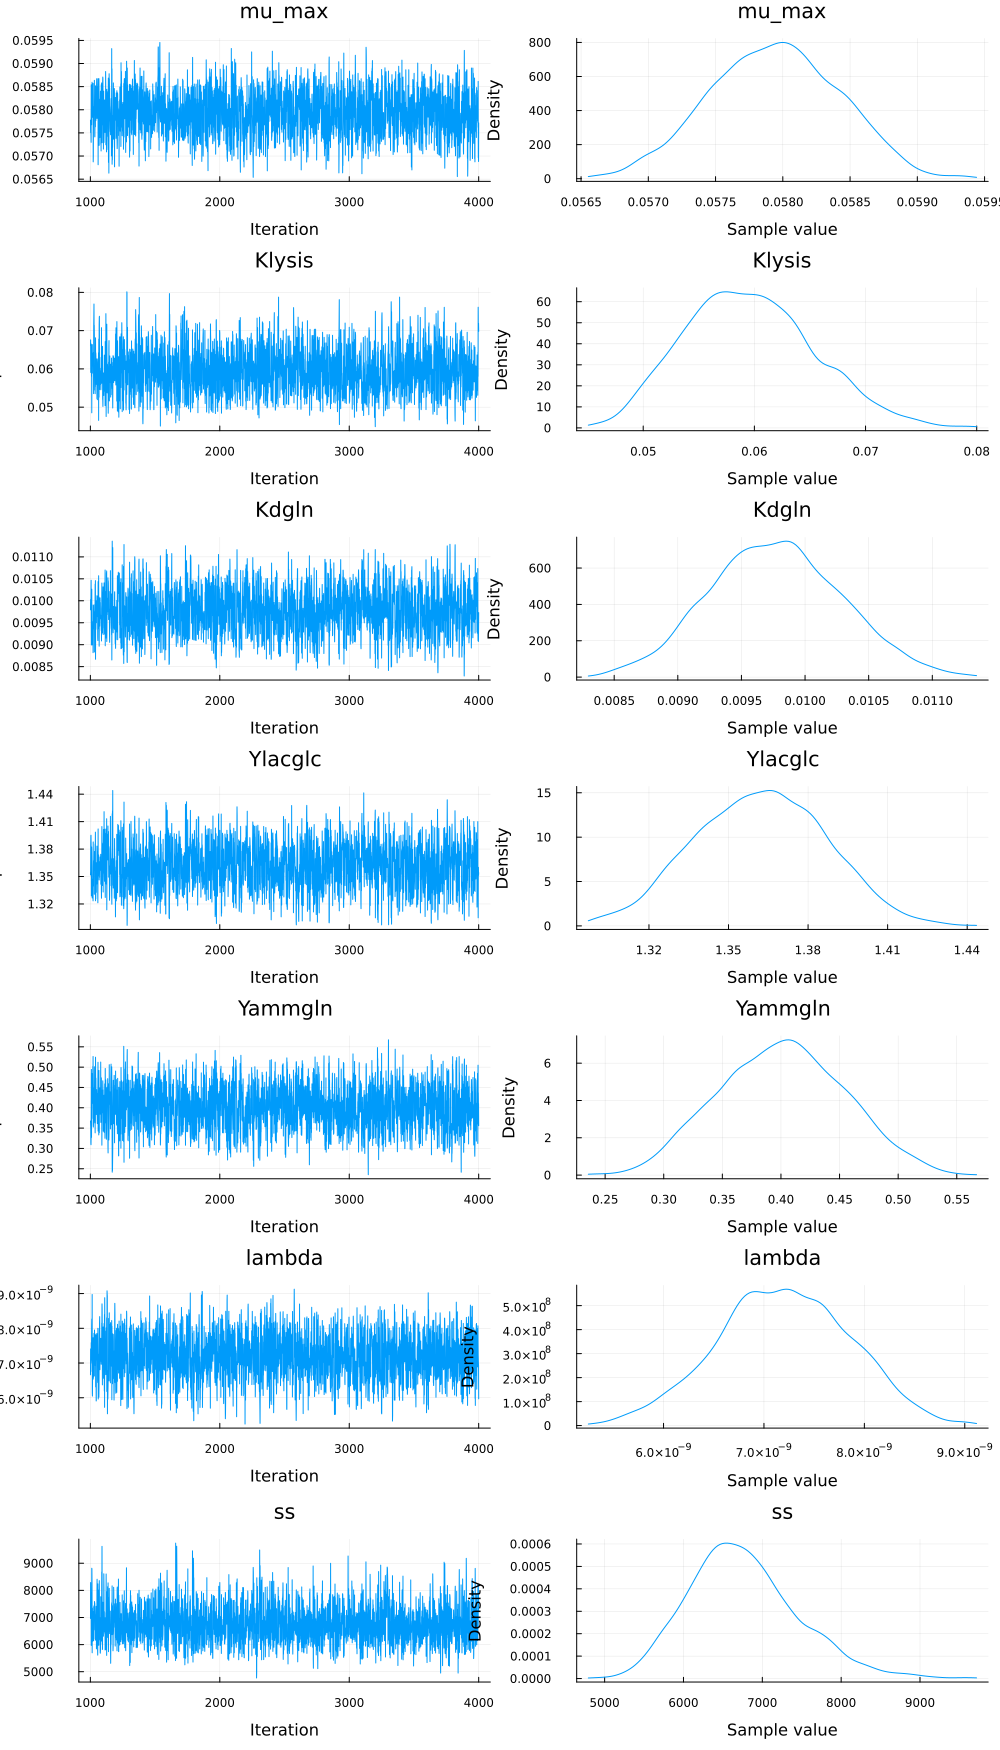 mu_max mu_max
0.0595
0.0590
0.0585
0.0580
0.0575
0.0570
0.0565
1000 2000 3000 4000
Iteration
Density
800
600
400
200
0
0.0565 0.0570 0.0575 0.0580 0.0585 0.0590 0.0595
Sample value
Klysis Klysis
0.08
0.07
0.06
0.05
1000 2000 3000 4000
Iteration
Density
60
50
40
30
20
10
0
0.05 0.06 0.07 0.08
Sample value
Kdgln Kdgln
0.0110
0.0105
0.0100
0.0095
0.0090
0.0085
1000 2000 3000 4000
Iteration
Density
600
400
200
0
0.0085 0.0090 0.0095 0.0100 0.0105 0.0110
Sample value
Ylacglc Ylacglc
1.44
1.41
1.38
1.35
1.32
1000 2000 3000 4000
Iteration
Density
15
10
5
0
1.32 1.35 1.38 1.41 1.44
Sample value
Yammgln Yammgln
0.55
0.50
0.45
0.40
0.35
0.30
0.25
1000 2000 3000 4000
Iteration
Density
6
4
2
0
0.25 0.30 0.35 0.40 0.45 0.50 0.55
Sample value
lambda lambda
9.0×10⁻⁹
8.0×10⁻⁹
7.0×10⁻⁹
6.0×10⁻⁹
1000 2000 3000 4000
Iteration
Density
5.0×10⁸
4.0×10⁸
3.0×10⁸
2.0×10⁸
1.0×10⁸
0
6.0×10⁻⁹ 7.0×10⁻⁹ 8.0×10⁻⁹ 9.0×10⁻⁹
Sample value
ss ss
9000
8000
7000
6000
5000
1000 2000 3000 4000
Iteration
Density
0.0006
0.0005
0.0004
0.0003
0.0002
0.0001
0.0000
5000 6000 7000 8000 9000
Sample value